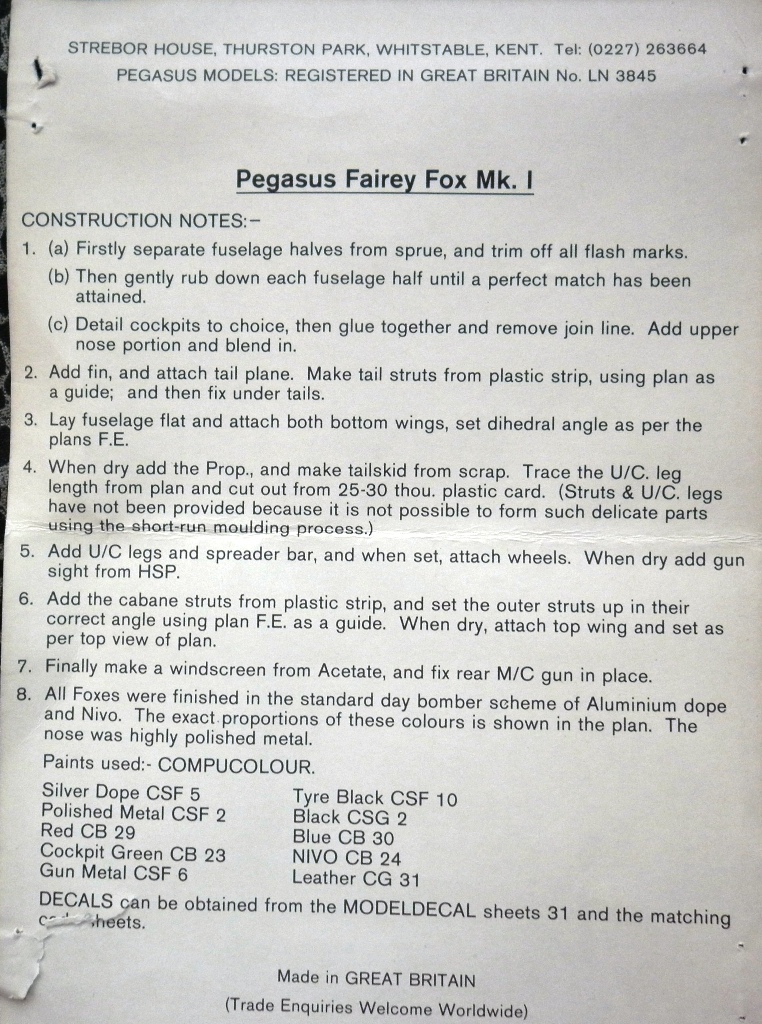 STREBOR HOUSE, THURSTON PARK, WHITSTABLE, KENT. Tel: (0227) 263664
PEGASUS MODELS: REGISTERED IN GREAT BRITAIN No. LN 3845
Pegasus Fairey Fox Mk. I
CONSTRUCTION NOTES:–
1. (a) Firstly separate fuselage halves from sprue, and trim off all flash marks.
(b) Then gently rub down each fuselage half until a perfect match has been
attained.
(c) Detail cockpits to choice, then glue together and remove join line. Add upper
nose portion and blend in.
2. Add fin, and attach tail plane. Make tail struts from plastic strip, using plan as
a guide; and then fix under tails.
3. Lay fuselage flat and attach both bottom wings, set dihedral angle as per the
plans F.E.
4. When dry add the Prop., and make tailskid from scrap. Trace the U/C. leg
length from plan and cut out from 25-30 thou. plastic card. (Struts & U/C. legs
have not been provided because it is not possible to form such delicate parts
using the short-run moulding process.)
5. Add U/C legs and spreader bar, and when set, attach wheels. When dry add gun
sight from HSP.
6. Add the cabane struts from plastic strip, and set the outer struts up in their
correct angle using plan F.E. as a guide. When dry, attach top wing and set as
per top view of plan.
7. Finally make a windscreen from Acetate, and fix rear M/C gun in place.
8. All Foxes were finished in the standard day bomber scheme of Aluminium dope
and Nivo. The exact proportions of these colours is shown in the plan. The
nose was highly polished metal.
Paints used:- COMPUCOLOUR.
Silver Dope CSF 5
Polished Metal CSF 2
Red CB 29
Cockpit Green CB 23
Gun Metal CSF 6
Tyre Black CSF 10
Black CSG 2
Blue CB 30
NIVO CB 24
Leather CG 31
DECALS can be obtained from the MODELDECAL sheets 31 and the matching
sheets.
Made in GREAT BRITAIN
(Trade Enquiries Welcome Worldwide)